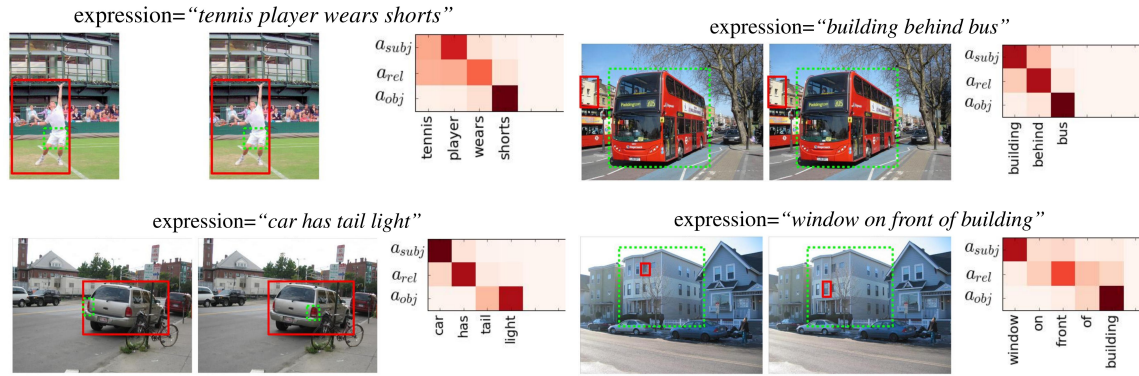 expression=“tennis player wears shorts”
a_subj
a_rel
a_obj
tennis
player
wears
shorts
expression=“building behind bus”
Paddington
Paddington
a_subj
a_rel
a_obj
building
behind
bus
expression=“car has tail light”
a_subj
a_rel
a_obj
car
has
tail
light
expression=“window on front of building”
a_subj
a_rel
a_obj
window
on
front
of
building